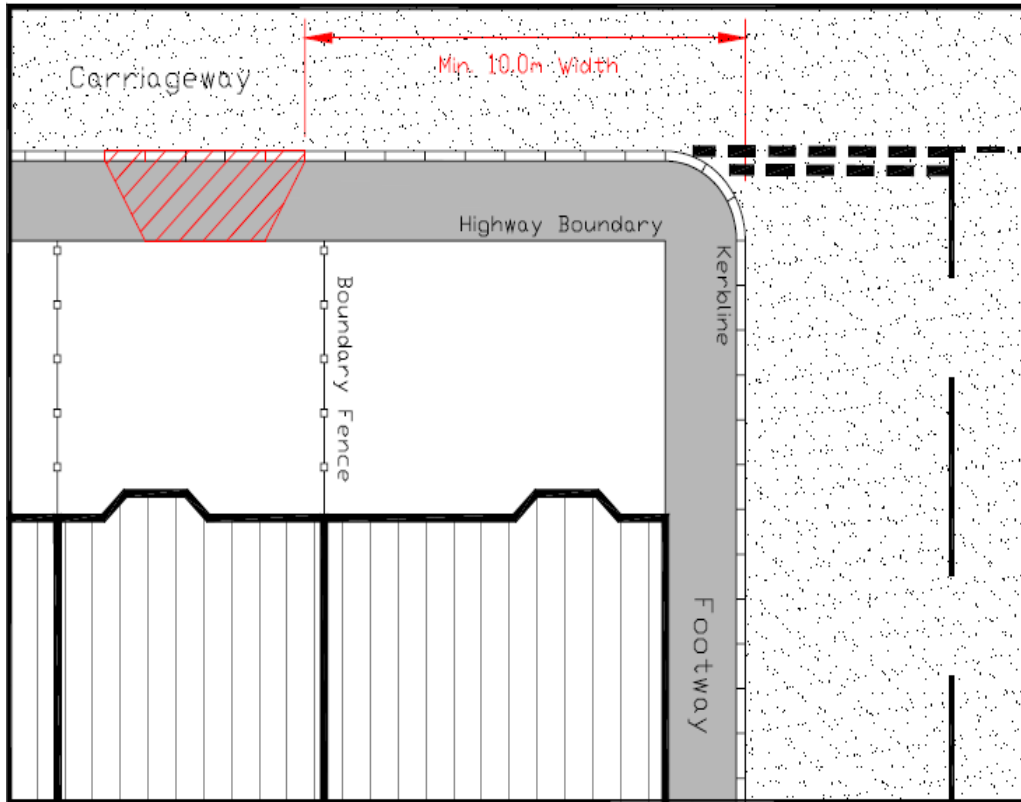 Carriageway
Min. 10.0m Width
Highway Boundary
Kerbline
Boundary Fence
Footway